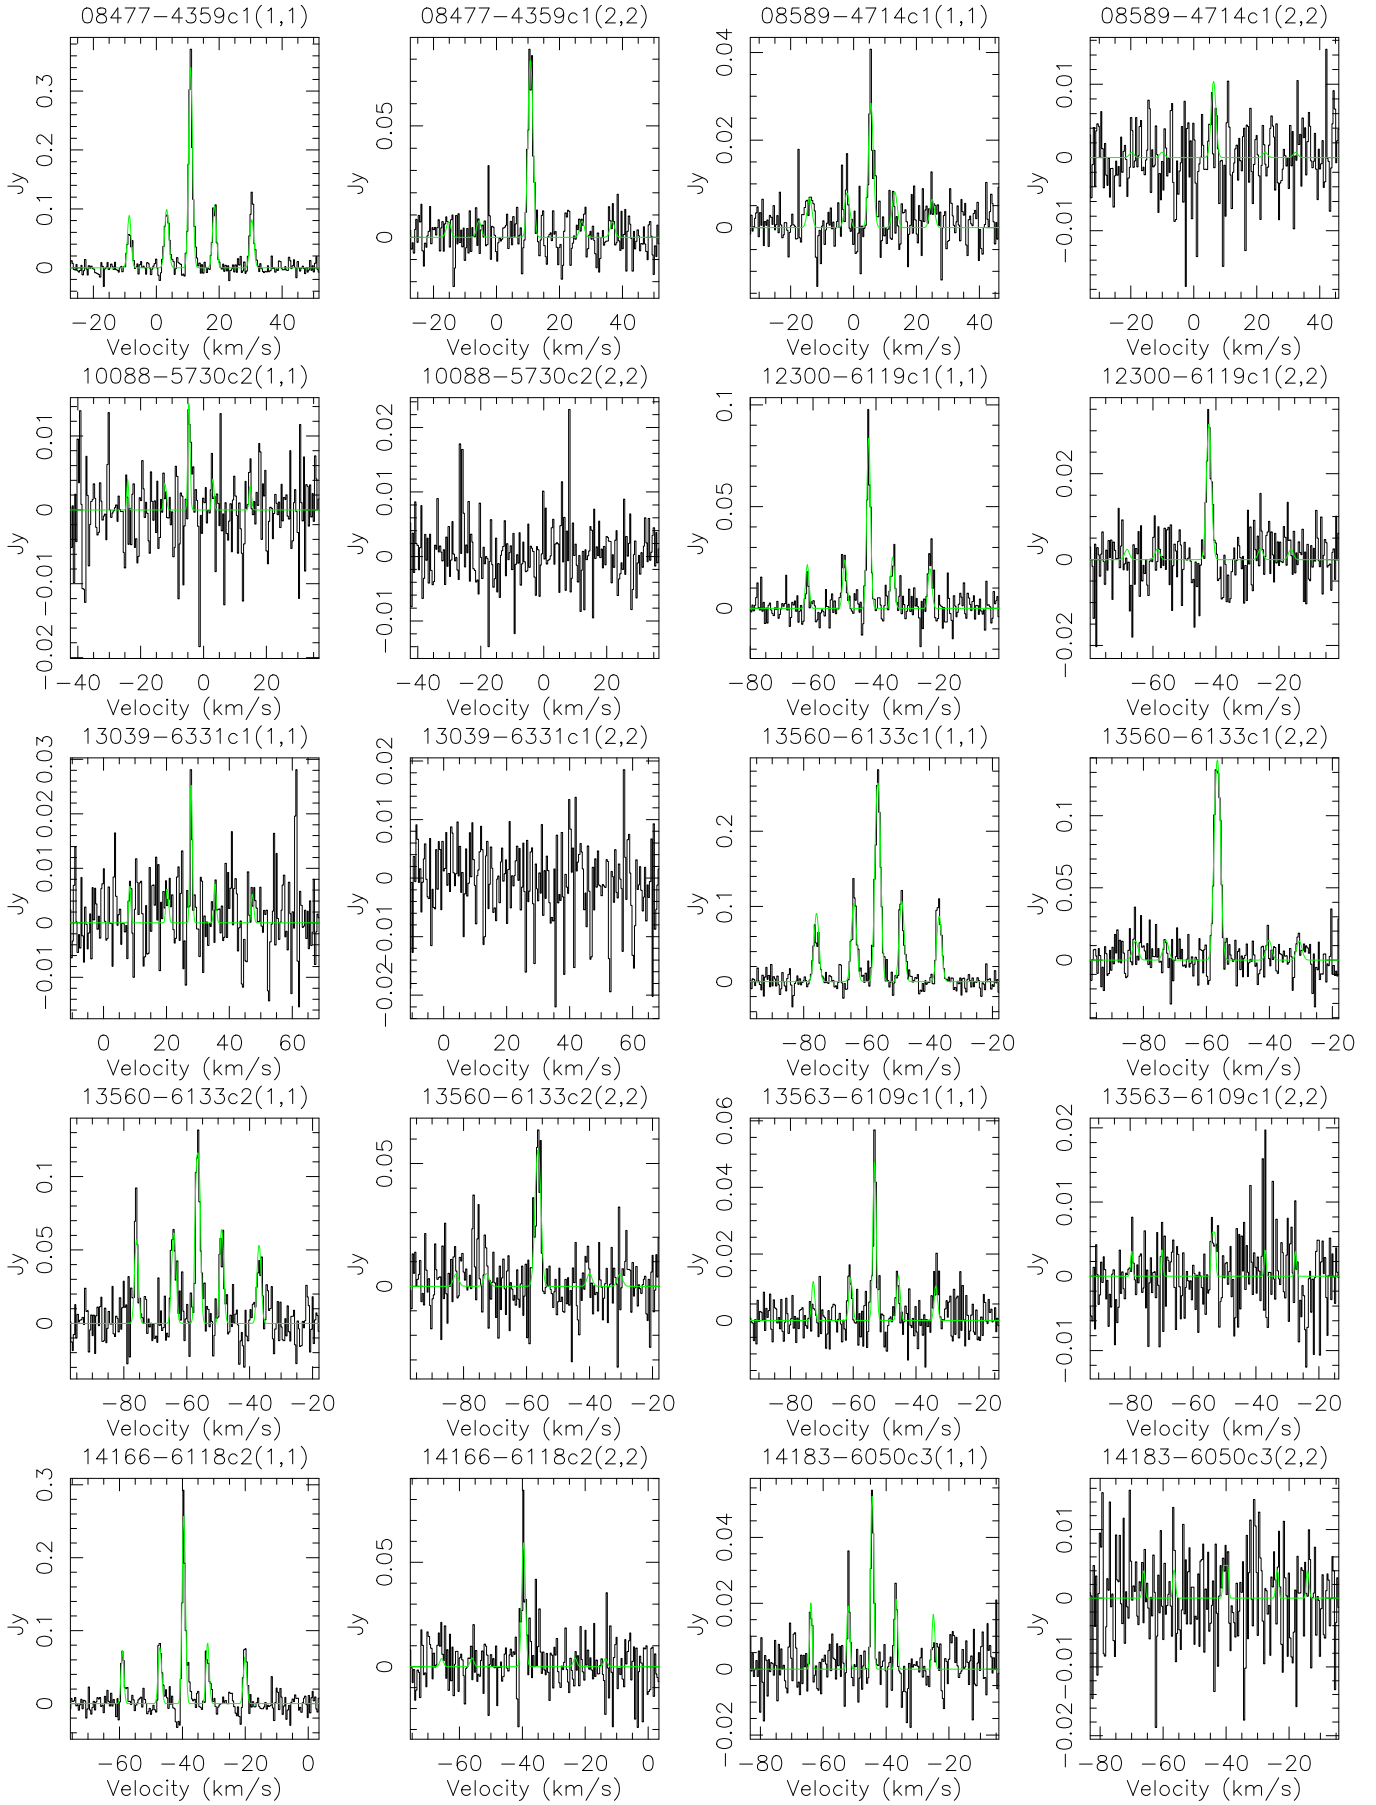 08477-4359c1(1,1) 08477-4359c1(2,2) 08589-4714c1(1,1) 08589-4714c1(2,2)
Jy 0 0.1 0.2 0.3 Jy 0 0.05 Jy 0 0.02 0.04 Jy -0.01 0 0.01
-20 0 20 40 -20 0 20 40 -20 0 20 40 -20 0 20 40
Velocity (km/s) Velocity (km/s) Velocity (km/s) Velocity (km/s)
10088-5730c2(1,1) 10088-5730c2(2,2) 12300-6119c1(1,1) 12300-6119c1(2,2)
Jy -0.02 -0.01 0 0.01 Jy -0.01 0 0.01 0.02 Jy 0 0.05 0.1 Jy -0.02 0 0.02
-40 -20 0 20 -40 -20 0 20 -80 -60 -40 -20 -60 -40 -20
Velocity (km/s) Velocity (km/s) Velocity (km/s) Velocity (km/s)
13039-6331c1(1,1) 13039-6331c1(2,2) 13560-6133c1(1,1) 13560-6133c1(2,2)
Jy -0.01 0 0.01 0.02 0.03 Jy -0.02 -0.01 0 0.01 0.02 Jy 0 0.1 0.2 Jy 0 0.05 0.1
0 20 40 60 0 20 40 60 -80 -60 -40 -20 -80 -60 -40 -20
Velocity (km/s) Velocity (km/s) Velocity (km/s) Velocity (km/s)
13560-6133c2(1,1) 13560-6133c2(2,2) 13563-6109c1(1,1) 13563-6109c1(2,2)
Jy 0 0.05 0.1 Jy 0 0.05 Jy 0 0.02 0.04 0.06 Jy -0.01 0 0.01 0.02
-80 -60 -40 -20 -80 -60 -40 -20 -80 -60 -40 -20 -80 -60 -40 -20
Velocity (km/s) Velocity (km/s) Velocity (km/s) Velocity (km/s)
14166-6118c2(1,1) 14166-6118c2(2,2) 14183-6050c3(1,1) 14183-6050c3(2,2)
Jy 0 0.1 0.2 0.3 Jy 0 0.05 Jy -0.02 0 0.02 0.04 Jy -0.02 -0.01 0 0.01
-60 -40 -20 0 -60 -40 -20 0 -80 -60 -40 -20 -80 -60 -40 -20
Velocity (km/s) Velocity (km/s) Velocity (km/s) Velocity (km/s)